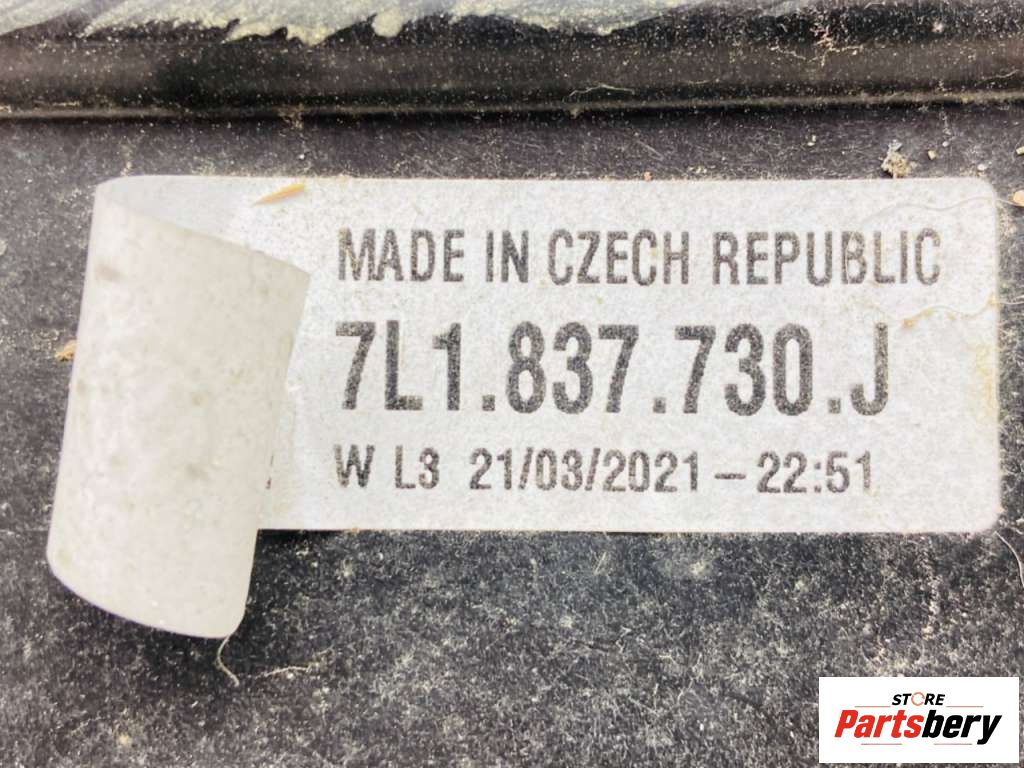 MADE IN CZECH REPUBLIC
7L1.837.730.J
W L3 21/03/2021 – 22:51
STORE
Partsbery